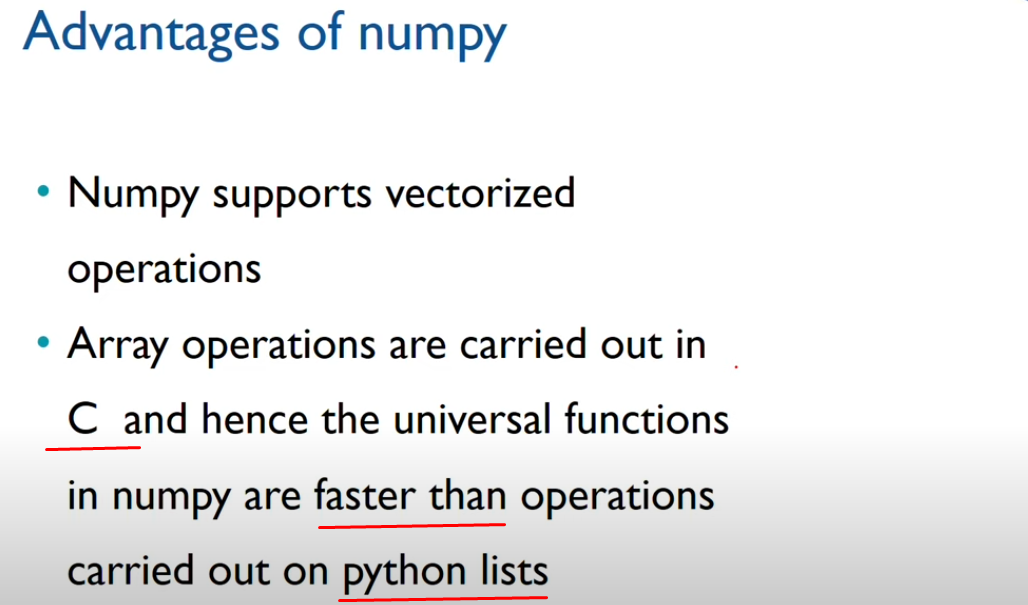 Advantages of numpy
• Numpy supports vectorized
operations
• Array operations are carried out in
C and hence the universal functions
in numpy are faster than operations
carried out on python lists